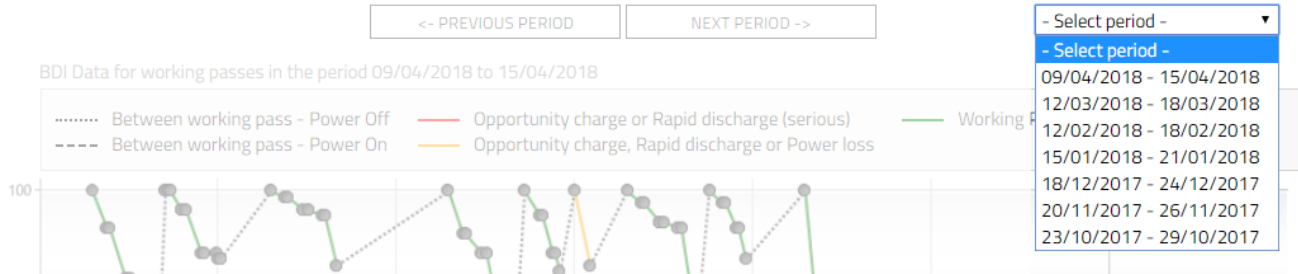 <- PREVIOUS PERIOD
NEXT PERIOD ->
- Select period -
- Select period -
09/04/2018 - 15/04/2018
12/03/2018 - 18/03/2018
12/02/2018 - 18/02/2018
15/01/2018 - 21/01/2018
18/12/2017 - 24/12/2017
20/11/2017 - 26/11/2017
23/10/2017 - 29/10/2017
BDI Data for working passes in the period 09/04/2018 to 15/04/2018
Between working pass - Power Off
Opportunity charge or Rapid discharge (serious)
Working
Between working pass - Power On
Opportunity charge, Rapid discharge or Power loss
100